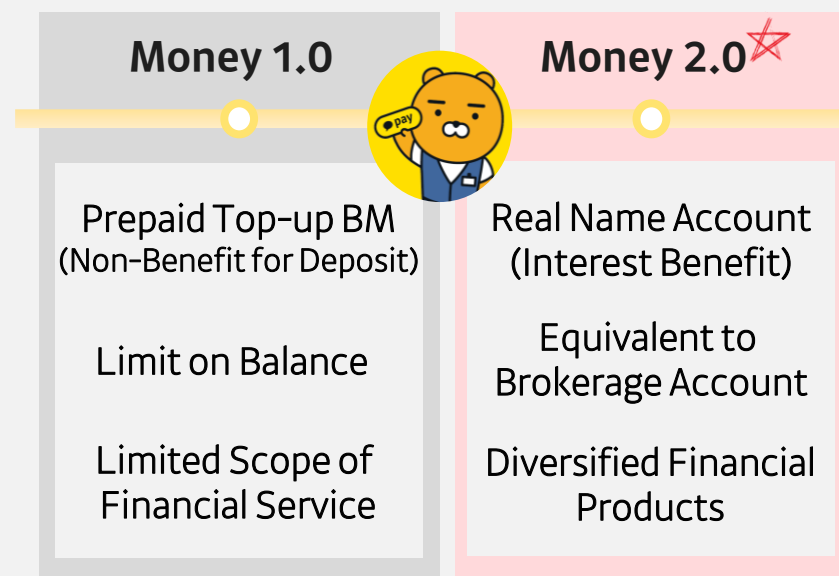 Money 1.0
Money 2.0
pay
Prepaid Top-up BM
(Non-Benefit for Deposit)
Limit on Balance
Limited Scope of
Financial Service
Real Name Account
(Interest Benefit)
Equivalent to
Brokerage Account
Diversified Financial
Products